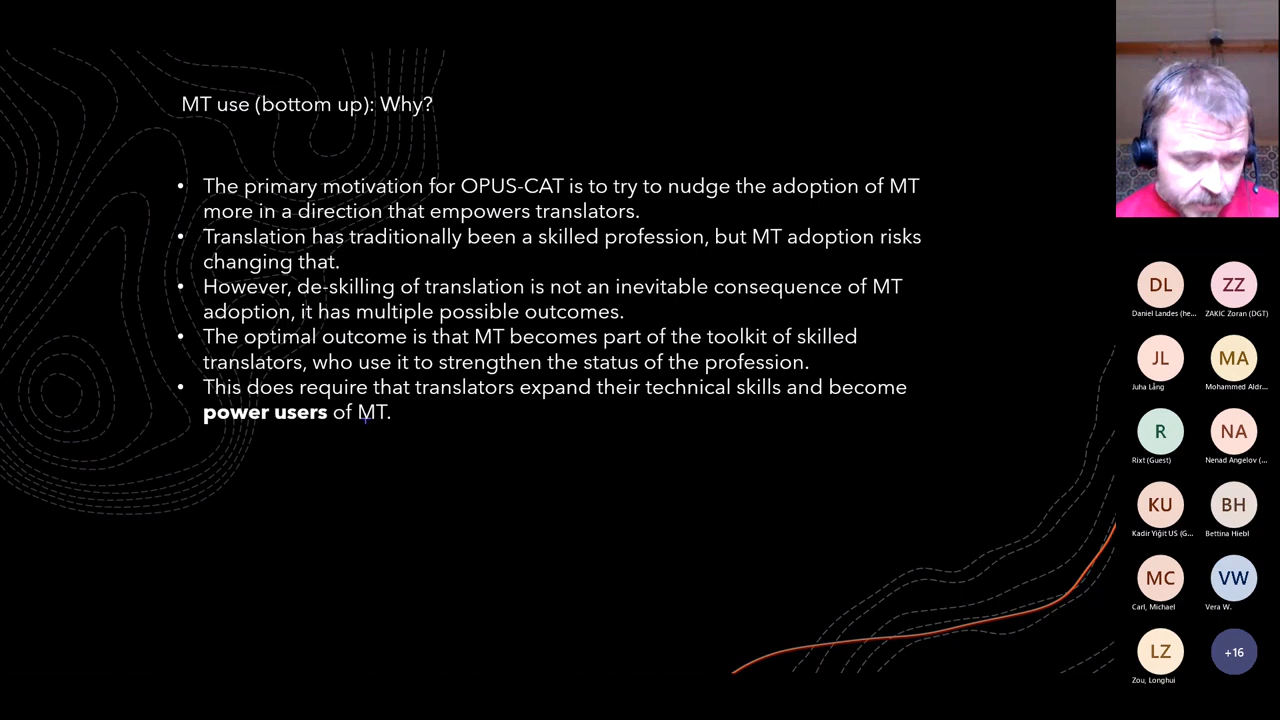 MT use (bottom up): Why?
• The primary motivation for OPUS-CAT is to try to nudge the adoption of MT
more in a direction that empowers translators.
• Translation has traditionally been a skilled profession, but MT adoption risks
changing that.
• However, de-skilling of translation is not an inevitable consequence of MT
adoption, it has multiple possible outcomes.
• The optimal outcome is that MT becomes part of the toolkit of skilled
translators, who use it to strengthen the status of the profession.
• This does require that translators expand their technical skills and become
power users of MT.
DL ZZ
Daniel Landes (he... ZAKIC Zoran (DGT)
JL MA
Juha Lång Mohammed Aldr...
R NA
Rixt (Guest) Nenad Angelov (...
KU BH
Kadir Yiğit US (G... Bettina Hiebl
MC VW
Carl, Michael Vera W.
LZ +16
Zou, Longhui